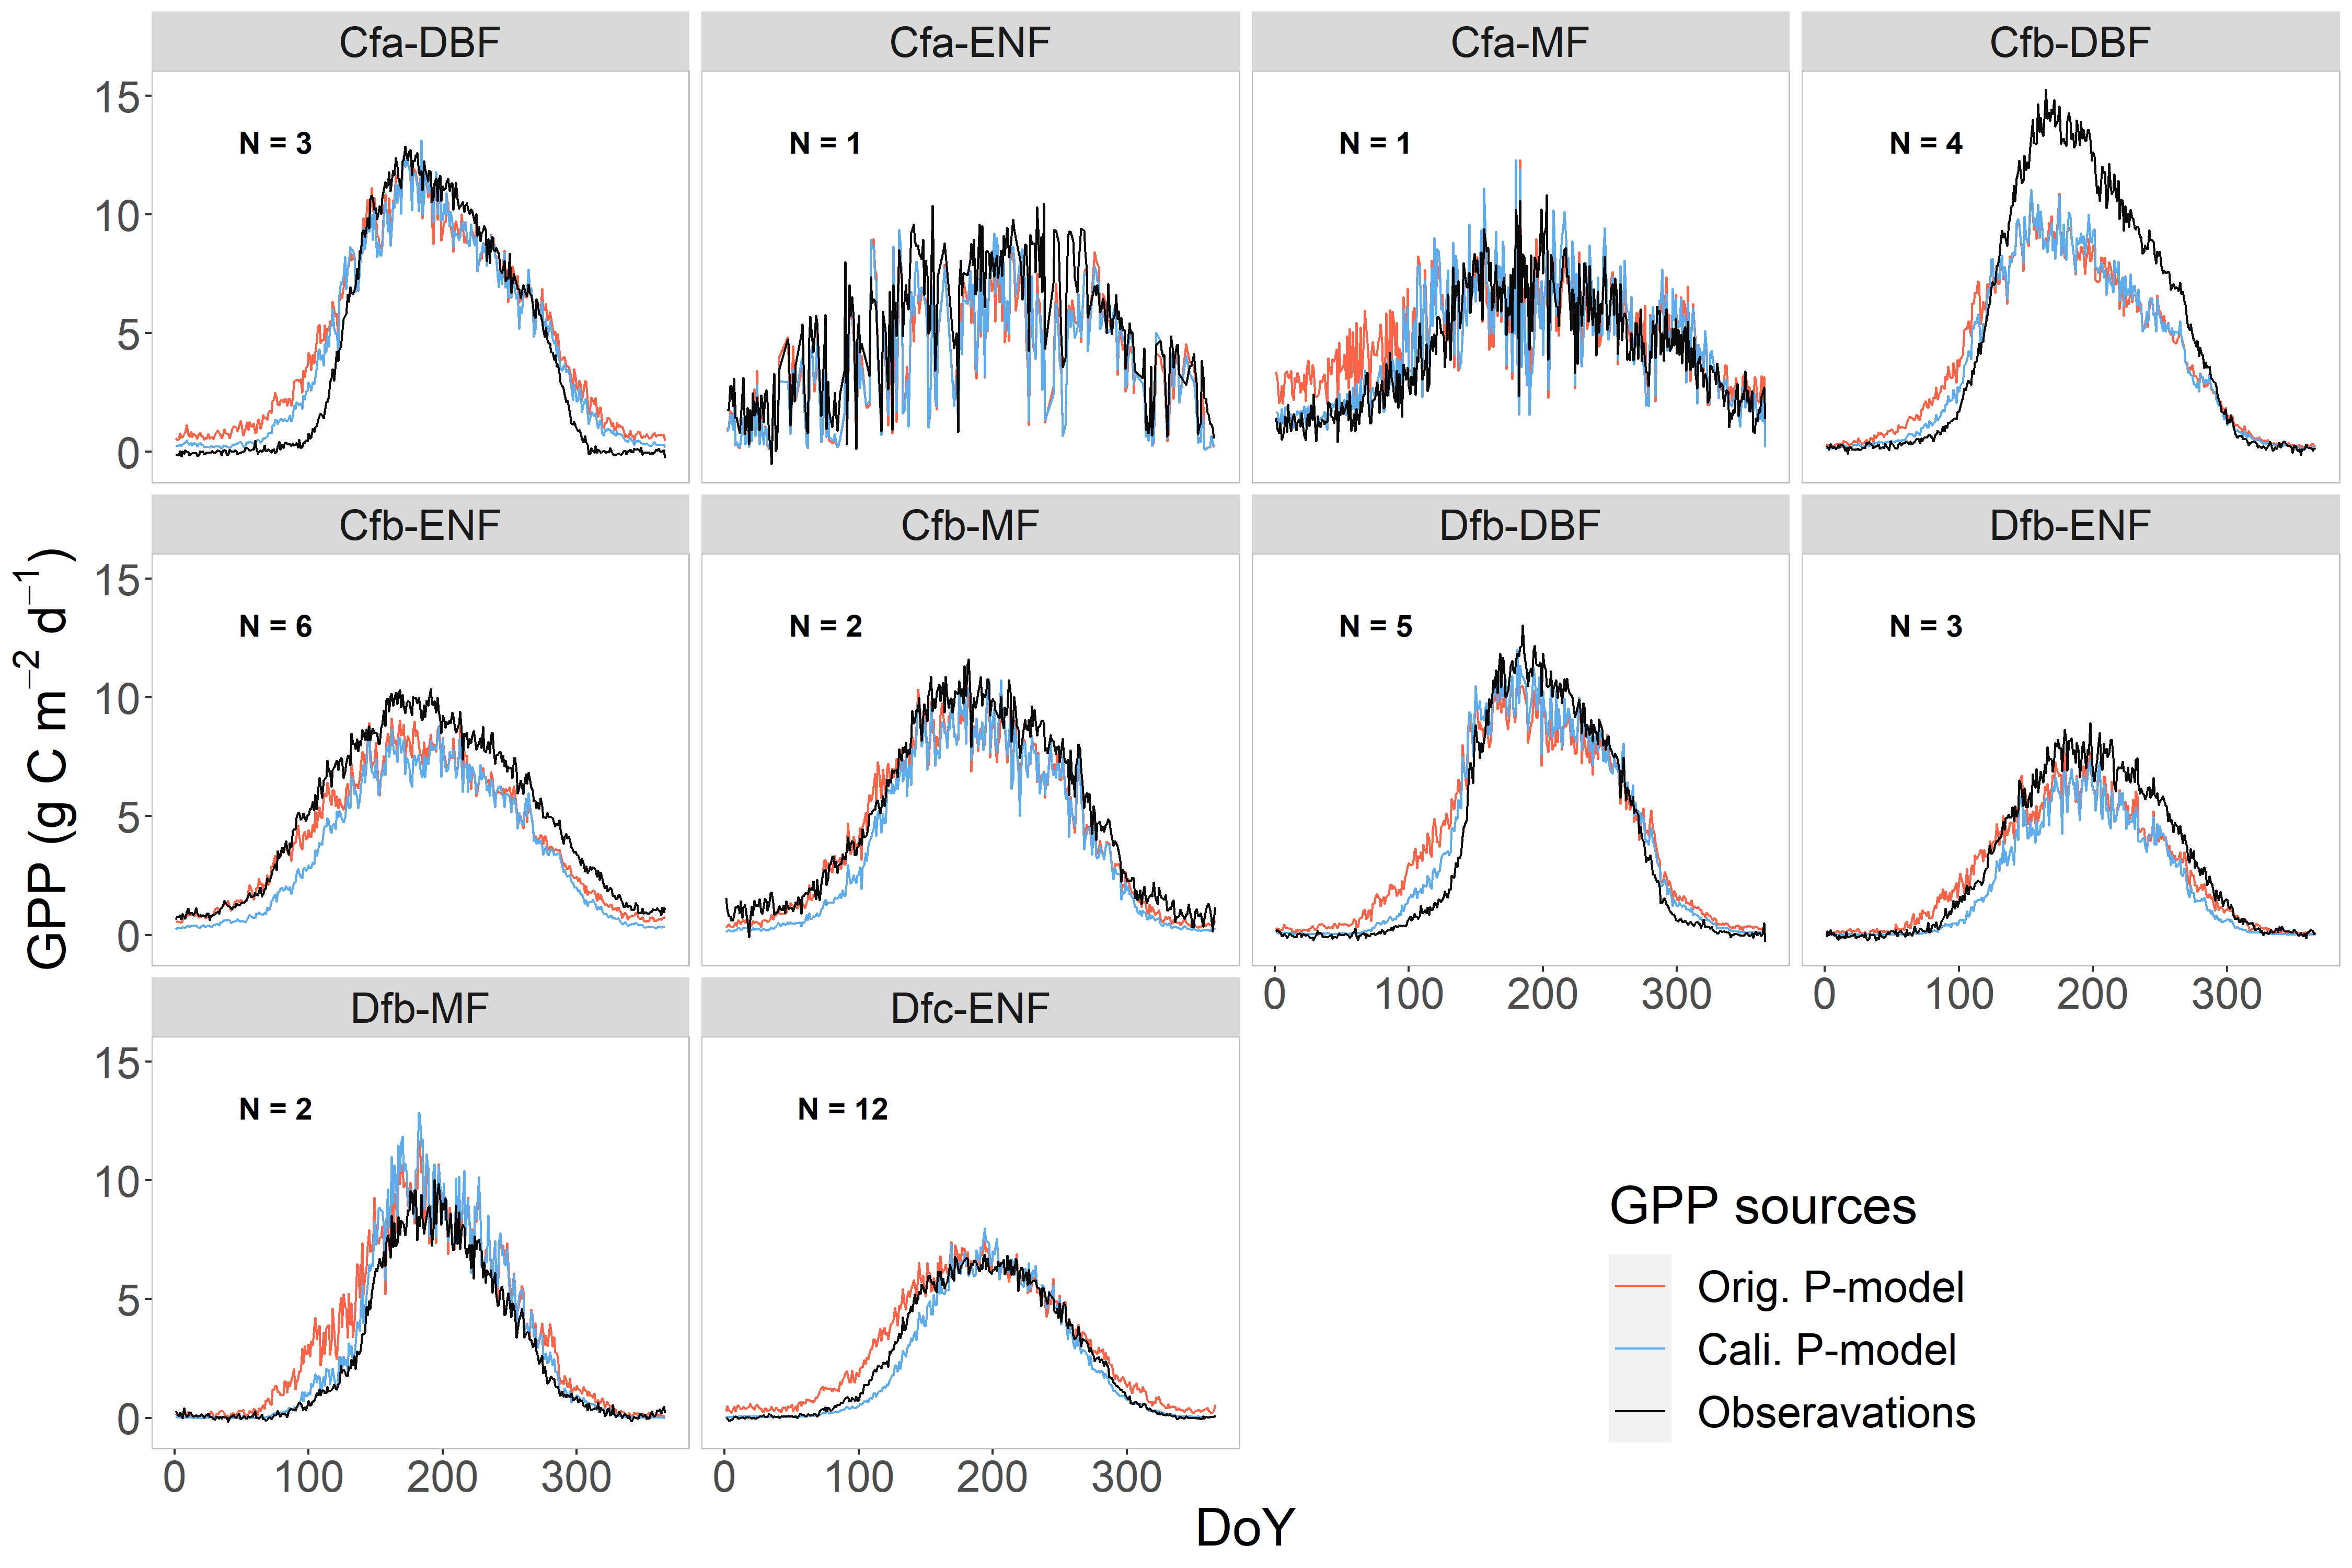 Cfa-DBF Cfa-ENF Cfa-MF Cfb-DBF
15
N = 3 N = 1 N = 1 N = 4
10
5
0
Cfb-ENF Cfb-MF Dfb-DBF Dfb-ENF
15
N = 6 N = 2 N = 5 N = 3
10
5
0
GPP (g C m⁻² d⁻¹)
0 100 200 300 0 100 200 300
Dfb-MF Dfc-ENF
15
N = 2 N = 12
10
5
0
0 100 200 300 0 100 200 300
DoY
GPP sources
Orig. P-model
Cali. P-model
Obseravations